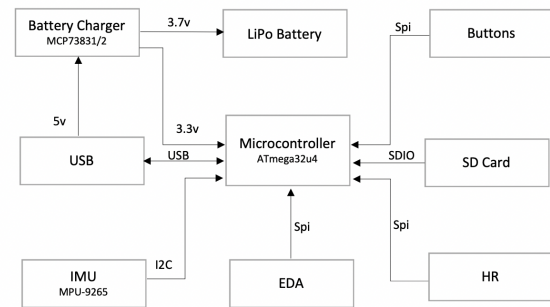 Battery Charger
MCP73831/2
3.7v
LiPo Battery
Spi
Buttons
5v
3.3v
USB
USB
Microcontroller
ATmega32u4
SDIO
SD Card
I2C
Spi
Spi
IMU
MPU-9265
EDA
HR